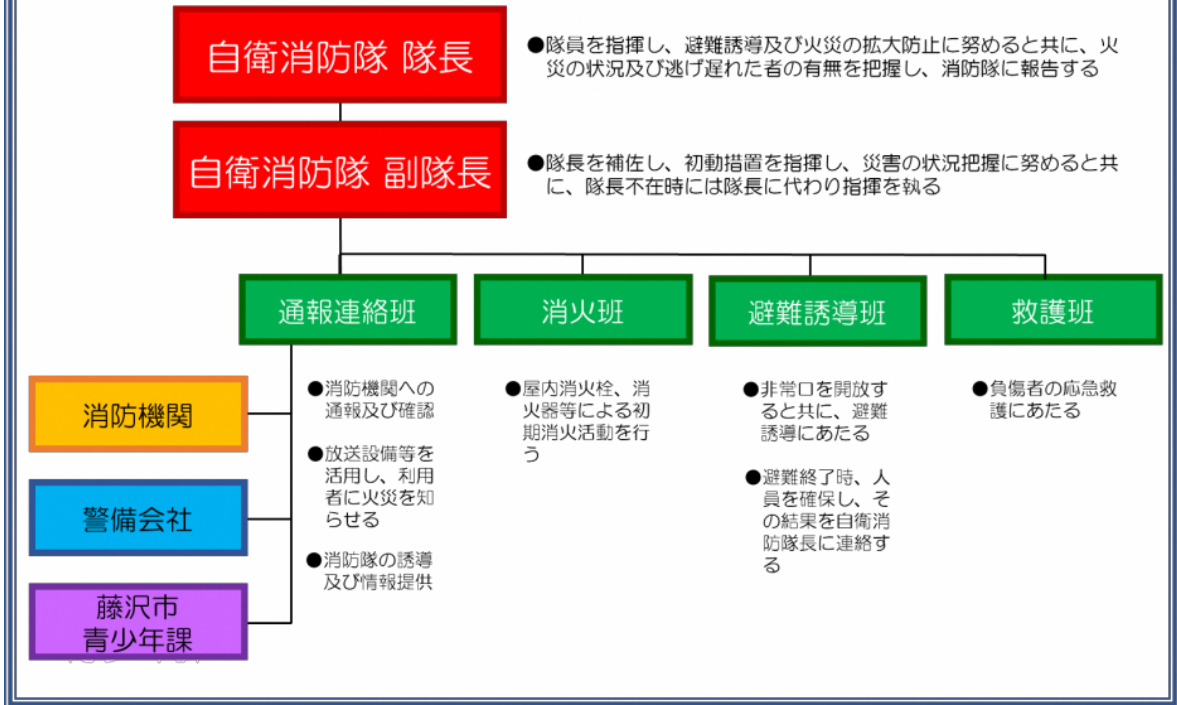 自衛消防隊 隊長
●隊員を指揮し、避難誘導及び火災の拡大防止に努めると共に、火
災の状況及び逃げ遅れた者の有無を把握し、消防隊に報告する
自衛消防隊 副隊長
●隊長を補佐し、初動措置を指揮し、災害の状況把握に努めると共
に、隊長不在時には隊長に代わり指揮を執る
通報連絡班
消火班
避難誘導班
救護班
消防機関
警備会社
藤沢市
青少年課
●消防機関への
通報及び確認
●放送設備等を
活用し、利用
者に火災を知
らせる
●消防隊の誘導
及び情報提供
●屋内消火栓、消
火器等による初
期消火活動を行
う
●非常口を開放す
ると共に、避難
誘導にあたる
●避難終了時、人
員を確保し、そ
の結果を自衛消
防隊長に連絡す
る
●負傷者の応急救
護にあたる